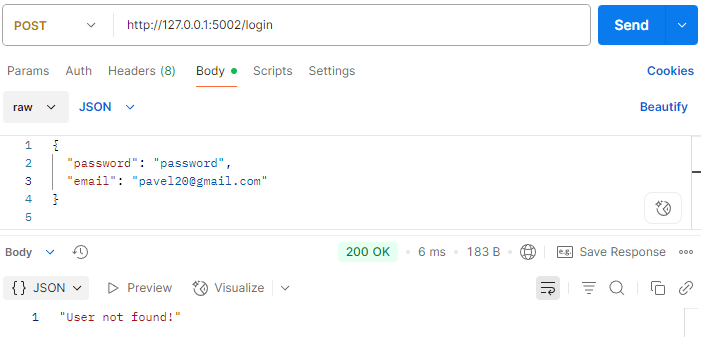 POST http://127.0.0.1:5002/login Send
Params Auth Headers (8) Body Scripts Settings Cookies
raw JSON Beautify
1 {
2 "password": "password",
3 "email": "pavel20@gmail.com"
4 }
5
Body 200 OK 6 ms 183 B e.g. Save Response
{} JSON Preview Visualize
1 "User not found!"